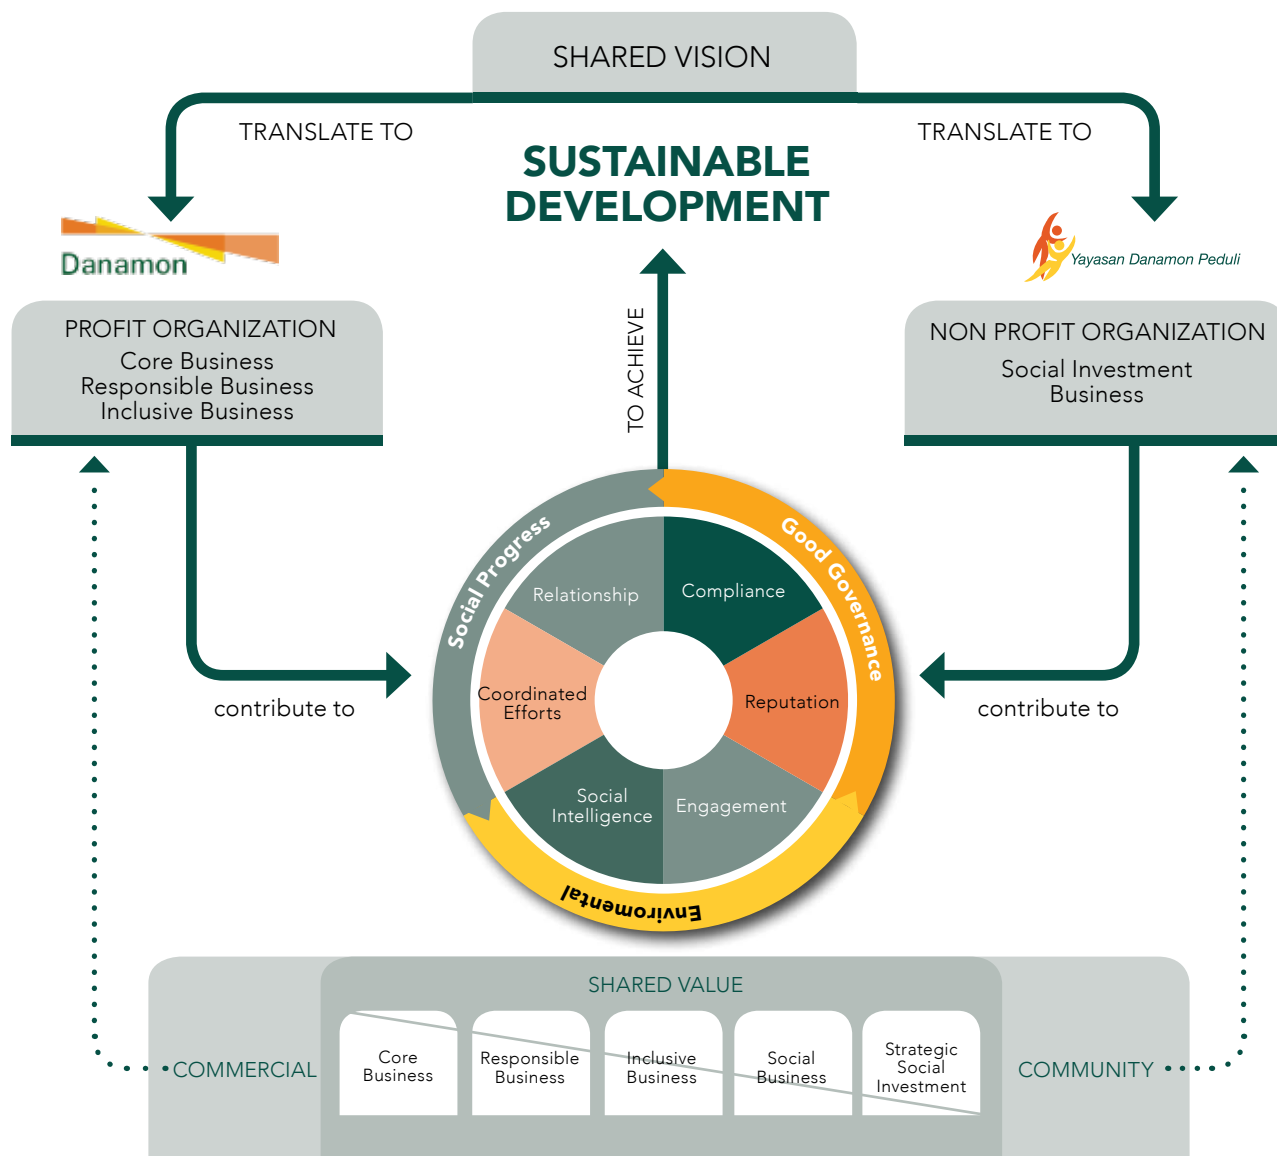 SHARED VISION
TRANSLATE TO
TRANSLATE TO
SUSTAINABLE
DEVELOPMENT
Danamon
Yayasan Danamon Peduli
PROFIT ORGANIZATION
Core Business
Responsible Business
Inclusive Business
TO ACHIEVE
NON PROFIT ORGANIZATION
Social Investment
Business
Social Progress
Good Governance
Relationship
Compliance
Coordinated
Efforts
Reputation
Social
Intelligence
Engagement
Enviromental
contribute to
contribute to
SHARED VALUE
COMMERCIAL
Core
Business
Responsible
Business
Inclusive
Business
Social
Business
Strategic
Social
Investment
COMMUNITY